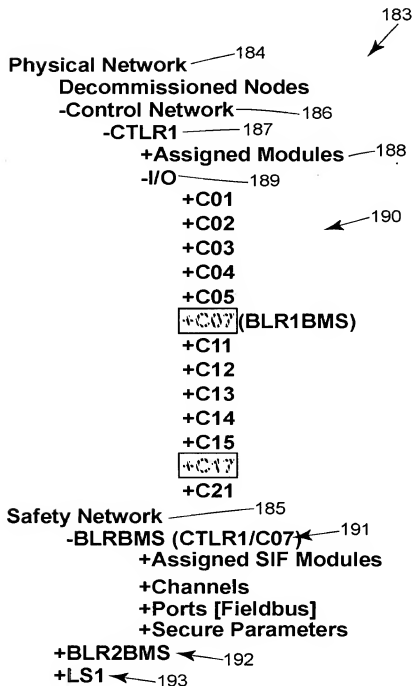 183
Physical Network 184
Decommissioned Nodes
-Control Network 186
-CTLR1 187
+Assigned Modules 188
-I/O 189
+C01
+C02 190
+C03
+C04
+C05
+C07 (BLR1BMS)
+C11
+C12
+C13
+C14
+C15
+C17
+C21
Safety Network 185
-BLRBMS (CTLR1/C07) 191
+Assigned SIF Modules
+Channels
+Ports [Fieldbus]
+Secure Parameters
+BLR2BMS 192
+LS1 193